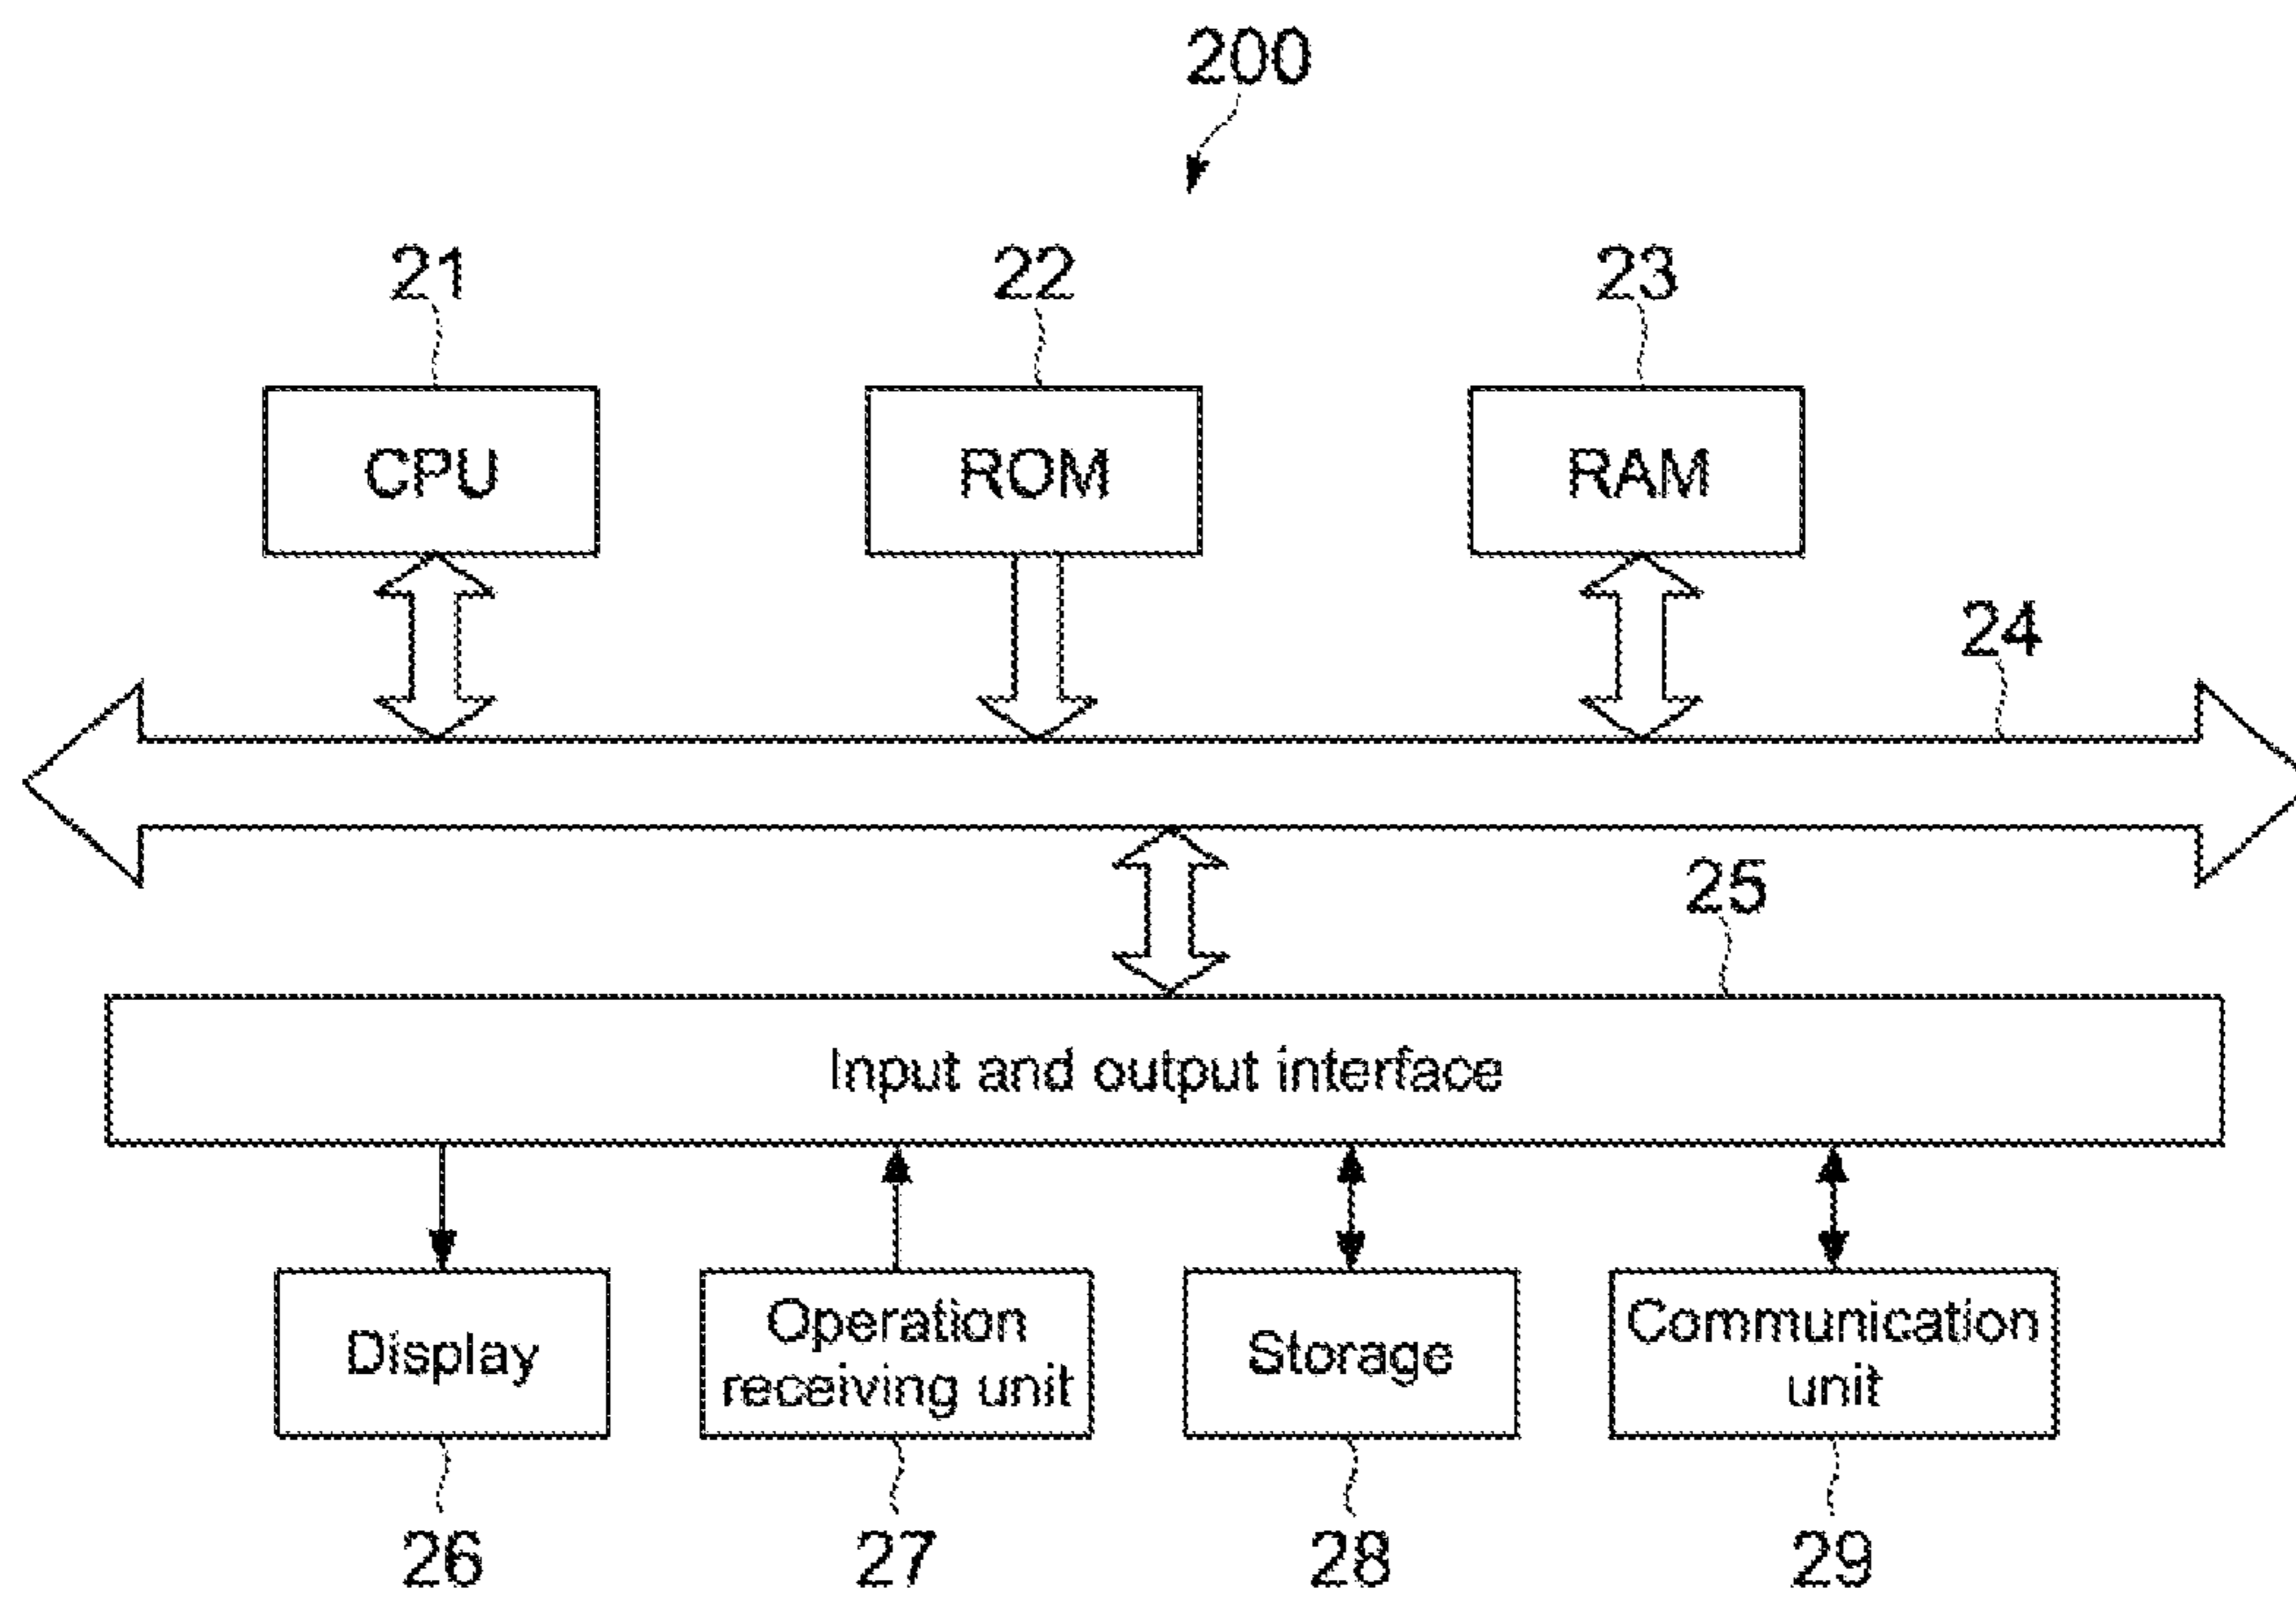 200
21
22
23
CPU
ROM
RAM
24
25
Input and output interface
Display
Operation
receiving unit
Storage
Communication
unit
26
27
28
29